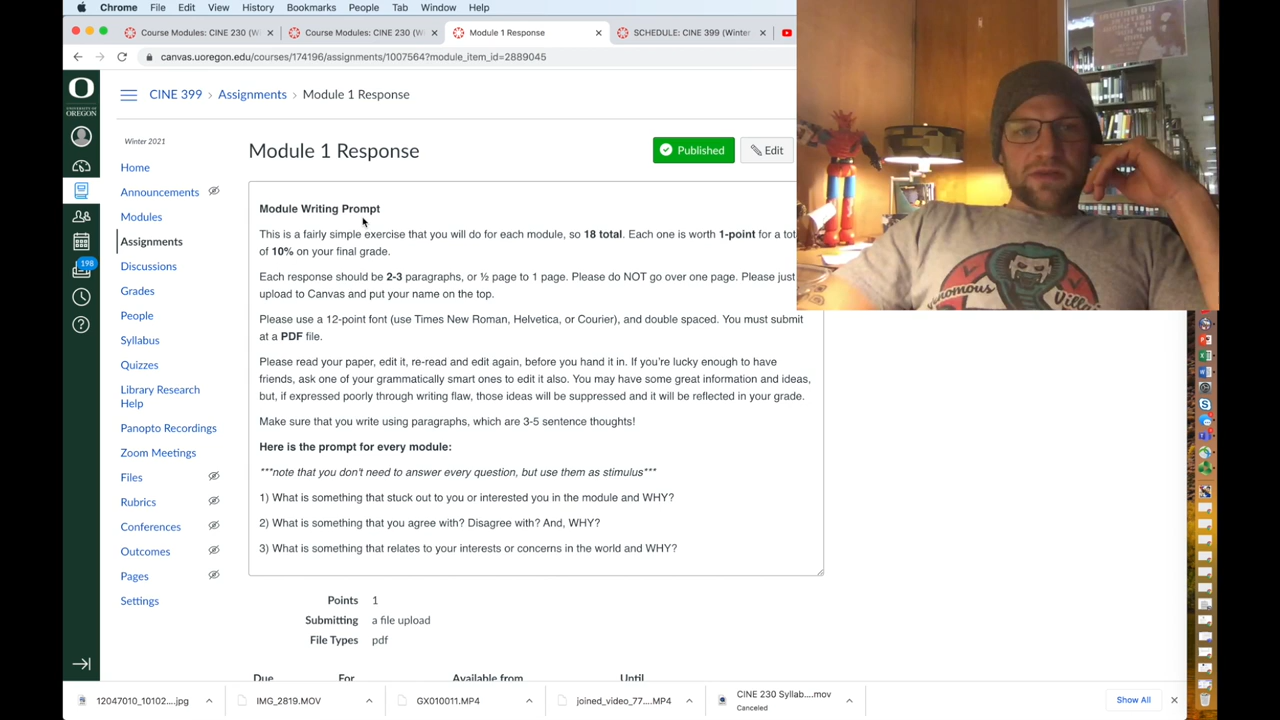 Chrome File Edit View History Bookmarks People Tab Window Help
Course Modules: CINE 230 (W
Course Modules: CINE 230 (W
Module 1 Response
SCHEDULE: CINE 399 (Winter
canvas.uoregon.edu/courses/174196/assignments/1007564?module_item_id=2889045
O
UNIVERSITY OF
OREGON
198
CINE 399 > Assignments > Module 1 Response
Winter 2021
Home
Announcements
Modules
Assignments
Discussions
Grades
People
Syllabus
Quizzes
Library Research
Help
Panopto Recordings
Zoom Meetings
Files
Rubrics
Conferences
Outcomes
Pages
Settings
Module 1 Response
Published
Edit
Module Writing Prompt
This is a fairly simple exercise that you will do for each module, so 18 total. Each one is worth 1-point for a tot
of 10% on your final grade.
Each response should be 2-3 paragraphs, or ½ page to 1 page. Please do NOT go over one page. Please just
upload to Canvas and put your name on the top.
Please use a 12-point font (use Times New Roman, Helvetica, or Courier), and double spaced. You must submit
at a PDF file.
Please read your paper, edit it, re-read and edit again, before you hand it in. If you're lucky enough to have
friends, ask one of your grammatically smart ones to edit it also. You may have some great information and ideas,
but, if expressed poorly through writing flaw, those ideas will be suppressed and it will be reflected in your grade.
Make sure that you write using paragraphs, which are 3-5 sentence thoughts!
Here is the prompt for every module:
***note that you don't need to answer every question, but use them as stimulus***
1) What is something that stuck out to you or interested you in the module and WHY?
2) What is something that you agree with? Disagree with? And, WHY?
3) What is something that relates to your interests or concerns in the world and WHY?
Points 1
Submitting a file upload
File Types pdf
Due For Available from Until
12047010_10102....jpg
IMG_2819.MOV
GX010011.MP4
joined_video_77....MP4
CINE 230 Syllab....mov
Canceled
Show All